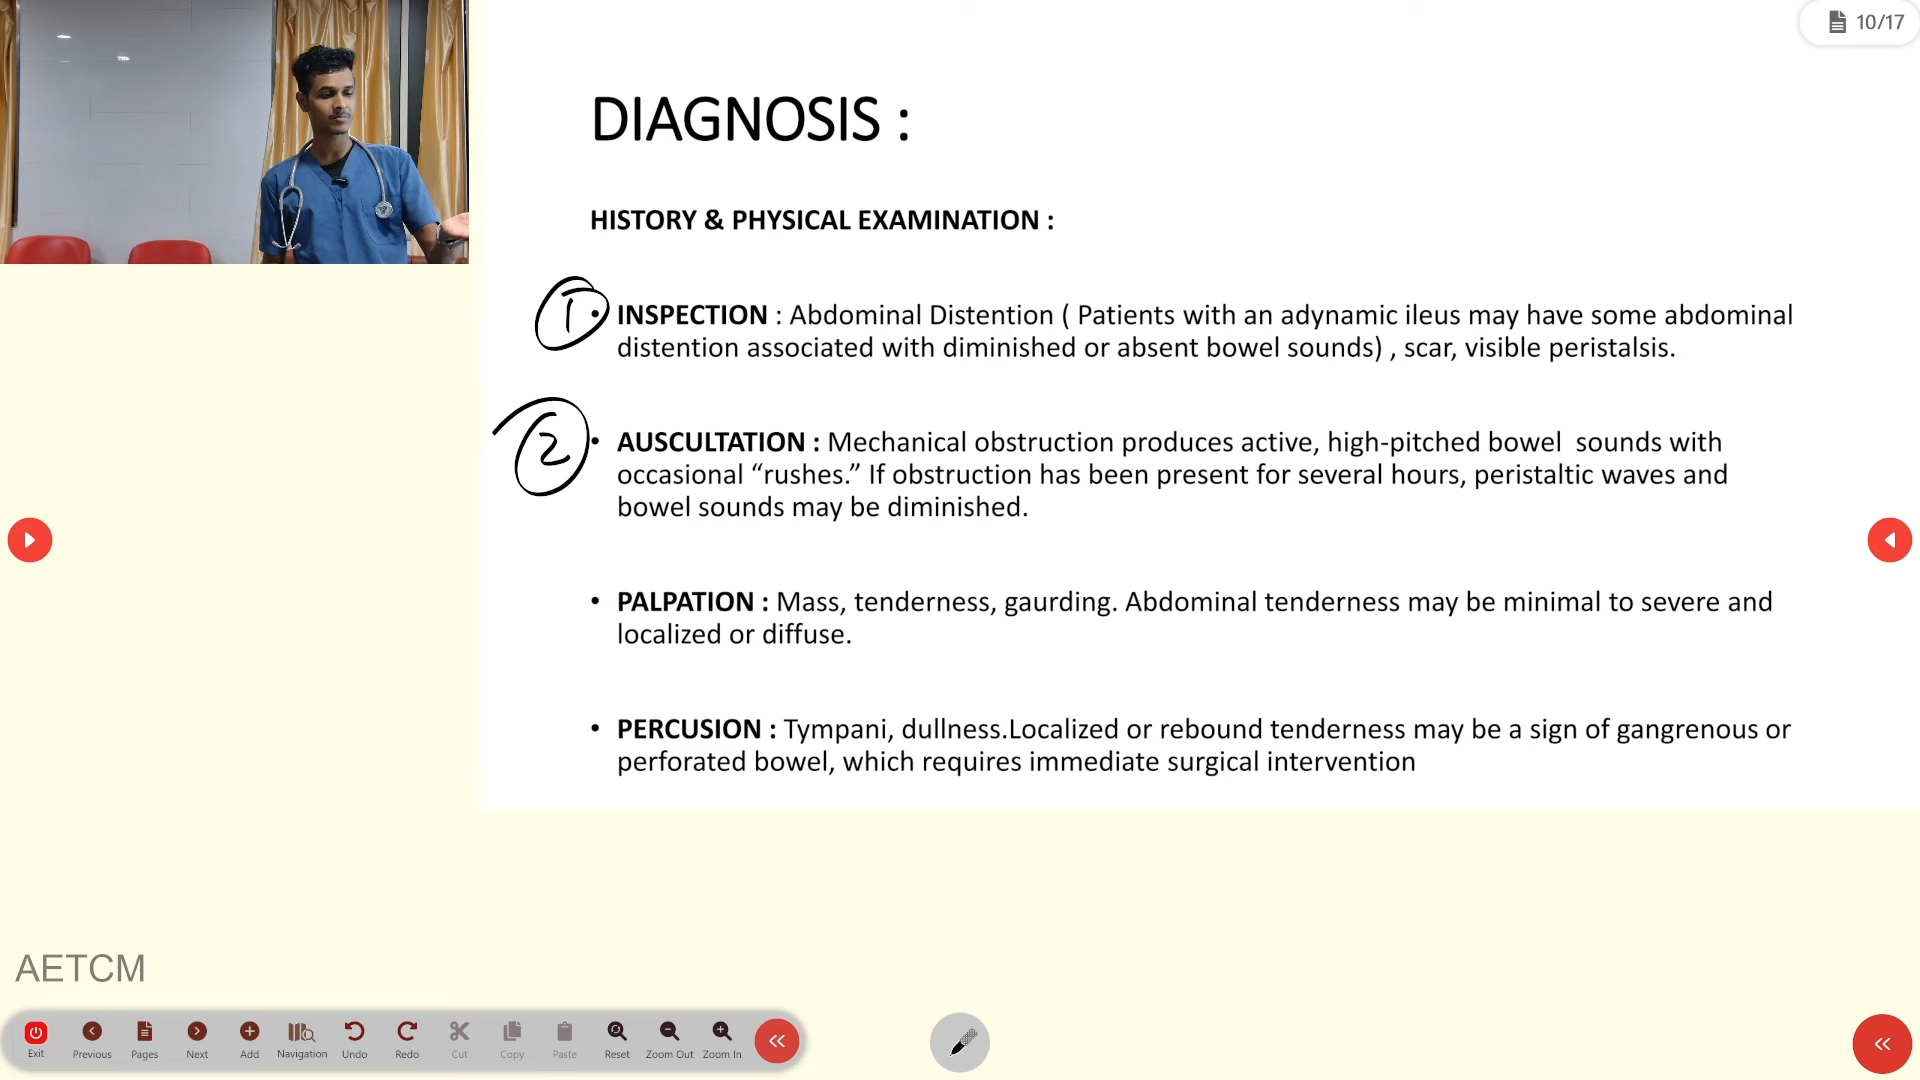 10/17
DIAGNOSIS :
HISTORY & PHYSICAL EXAMINATION :
1
• INSPECTION : Abdominal Distention ( Patients with an adynamic ileus may have some abdominal
distention associated with diminished or absent bowel sounds) , scar, visible peristalsis.
2
• AUSCULTATION : Mechanical obstruction produces active, high-pitched bowel  sounds with
occasional “rushes.” If obstruction has been present for several hours, peristaltic waves and
bowel sounds may be diminished.
• PALPATION : Mass, tenderness, gaurding. Abdominal tenderness may be minimal to severe and
localized or diffuse.
• PERCUSION : Tympani, dullness.Localized or rebound tenderness may be a sign of gangrenous or
perforated bowel, which requires immediate surgical intervention
AETCM
Exit Previous Pages Next Add Navigation Undo Redo Cut Copy Paste Reset Zoom Out Zoom In